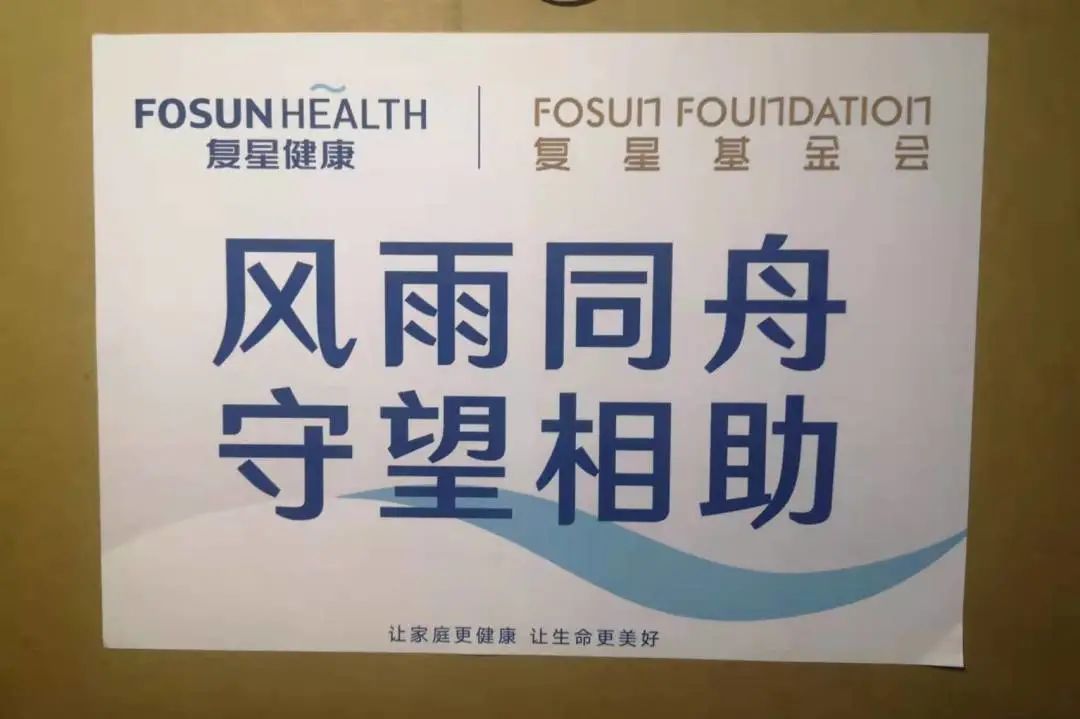 FOSUN HEALTH
复星健康
FOSUN FOUNDATION
复星基金会
风雨同舟
守望相助
让家庭更健康 让生命更美好